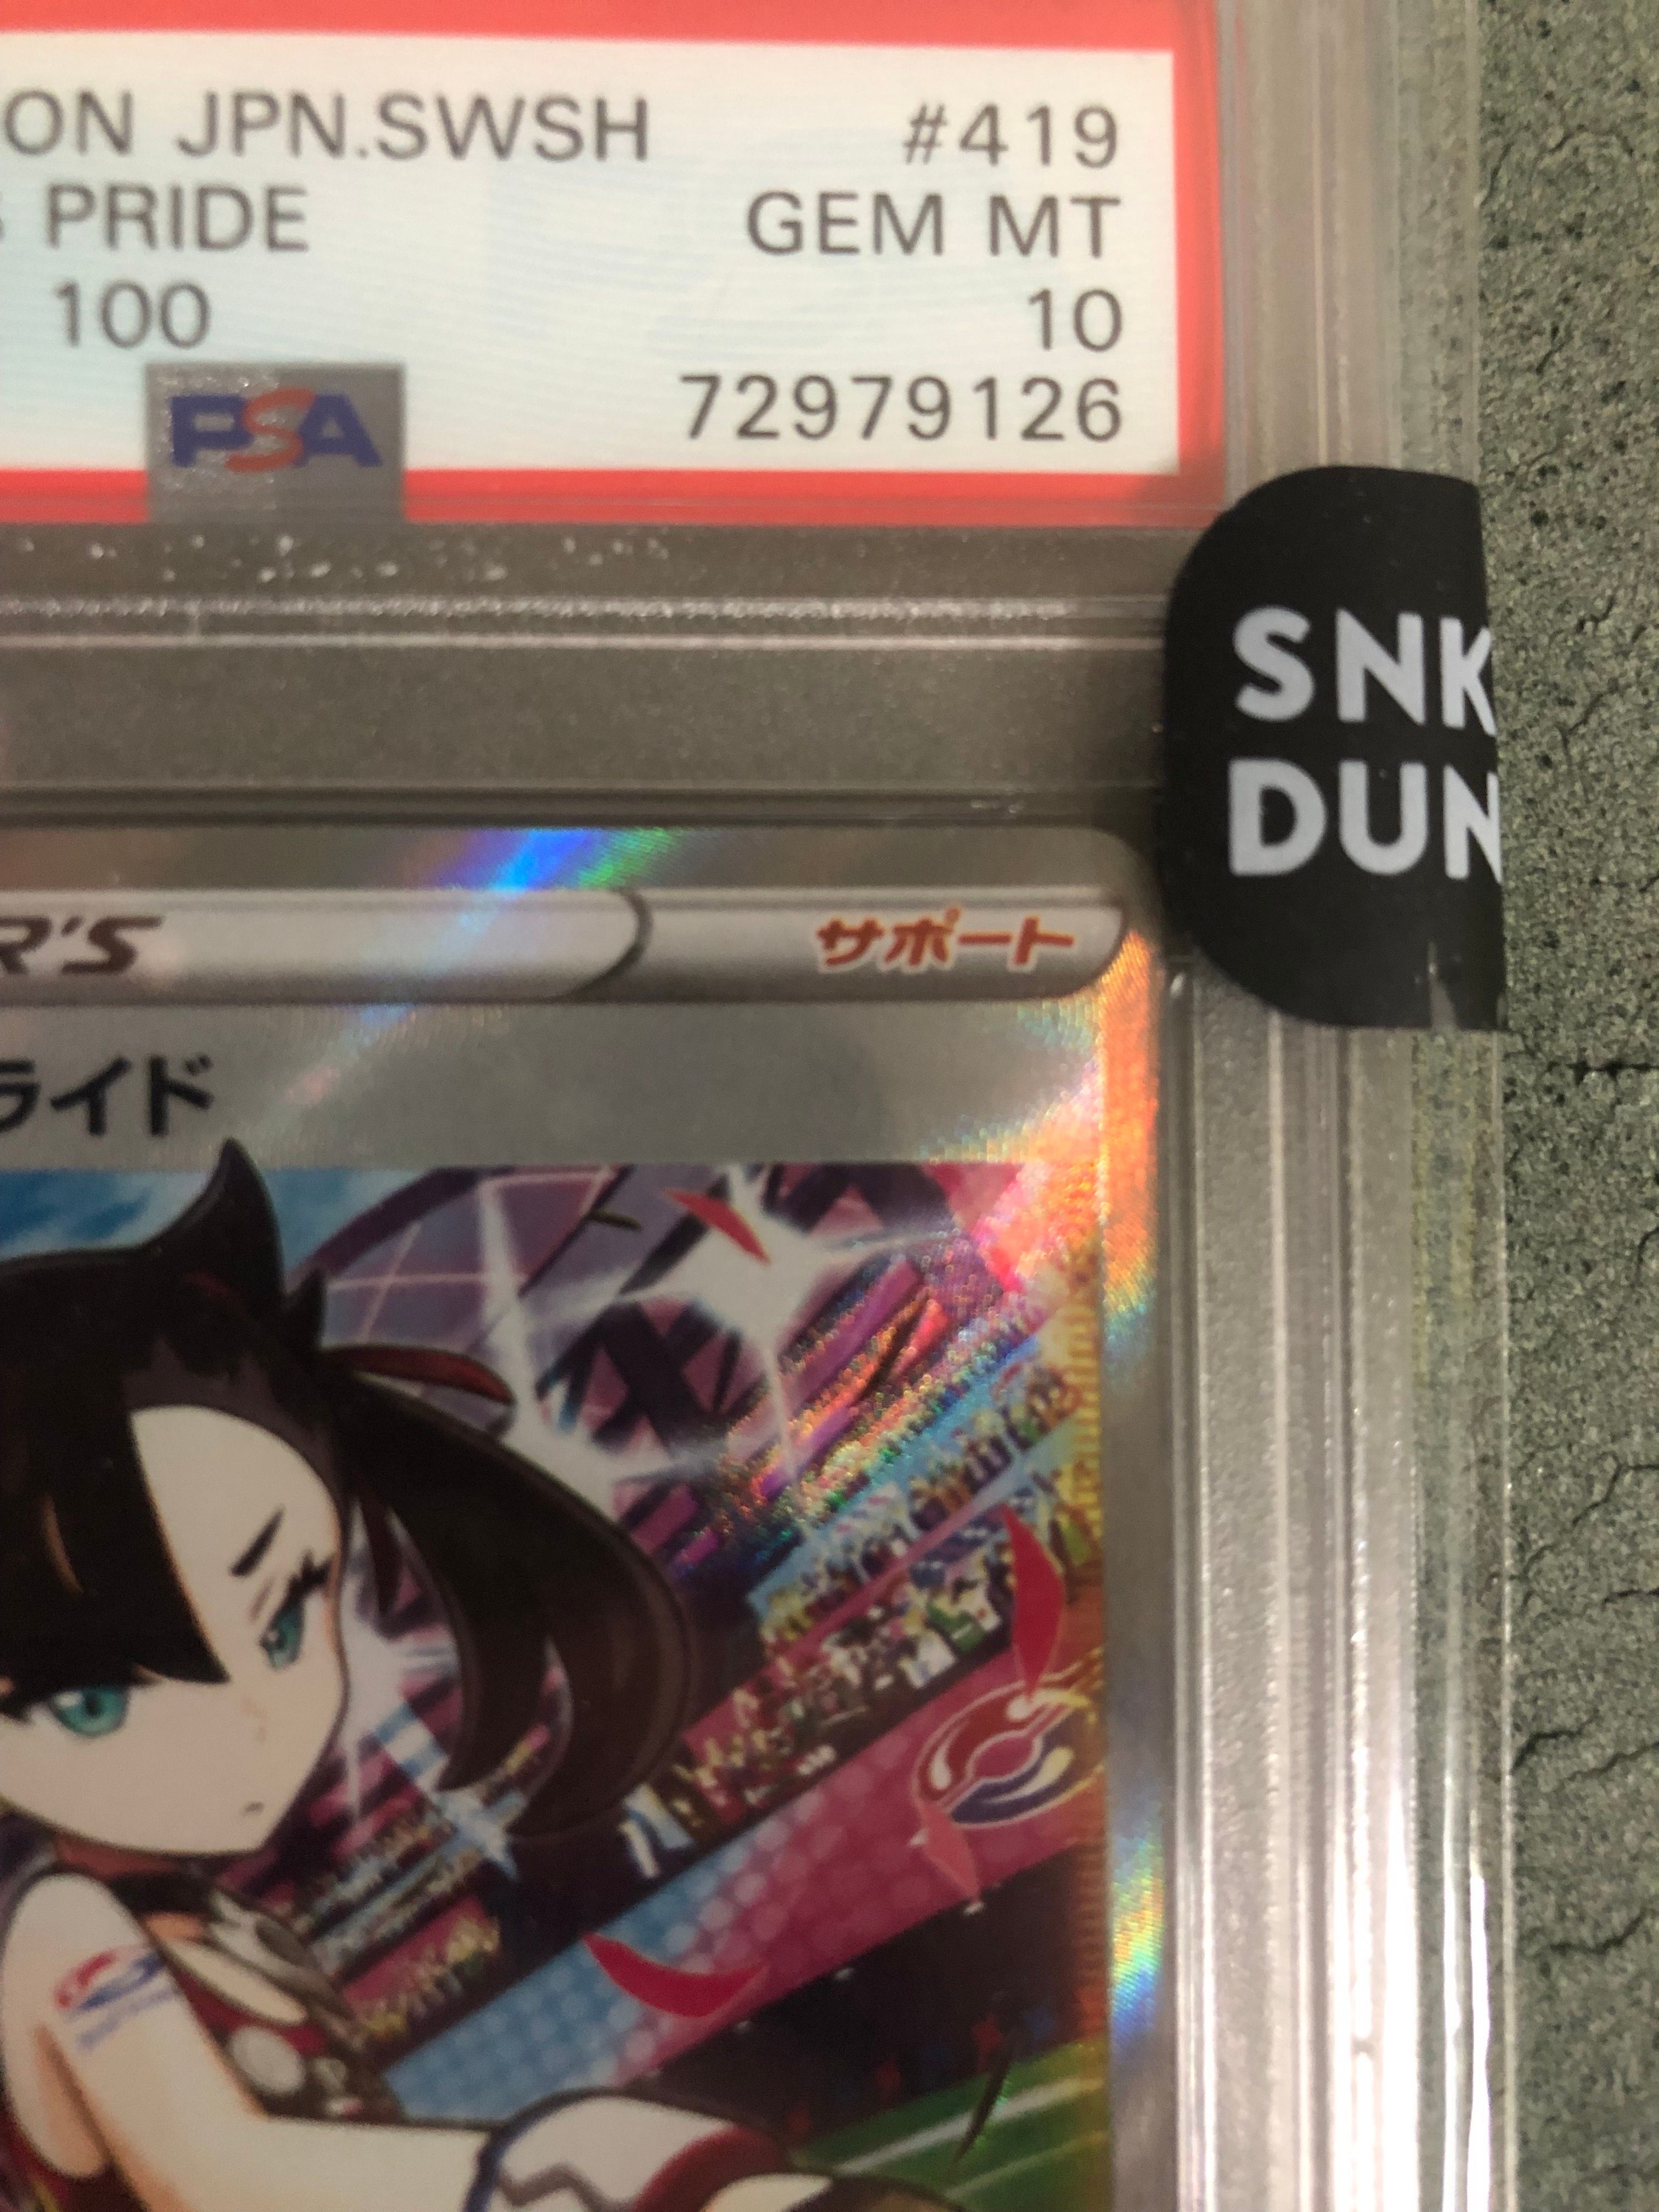 ON JPN.SWSH #419
PRIDE GEM MT
100 10
PSA 72979126
SNK
DUN
R'S サポート
ライド